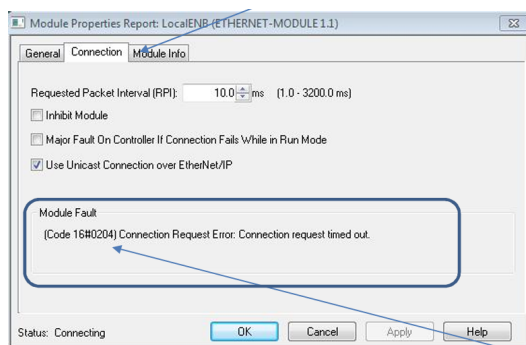 Module Properties Report: LocalENB (ETHERNET-MODULE 1.1)
General Connection Module Info
Requested Packet Interval (RPI): 10.0 ms (1.0 - 3200.0 ms)
Inhibit Module
Major Fault On Controller If Connection Fails While in Run Mode
Use Unicast Connection over EtherNet/IP
Module Fault
(Code 16#0204) Connection Request Error: Connection request timed out.
Status: Connecting OK Cancel Apply Help